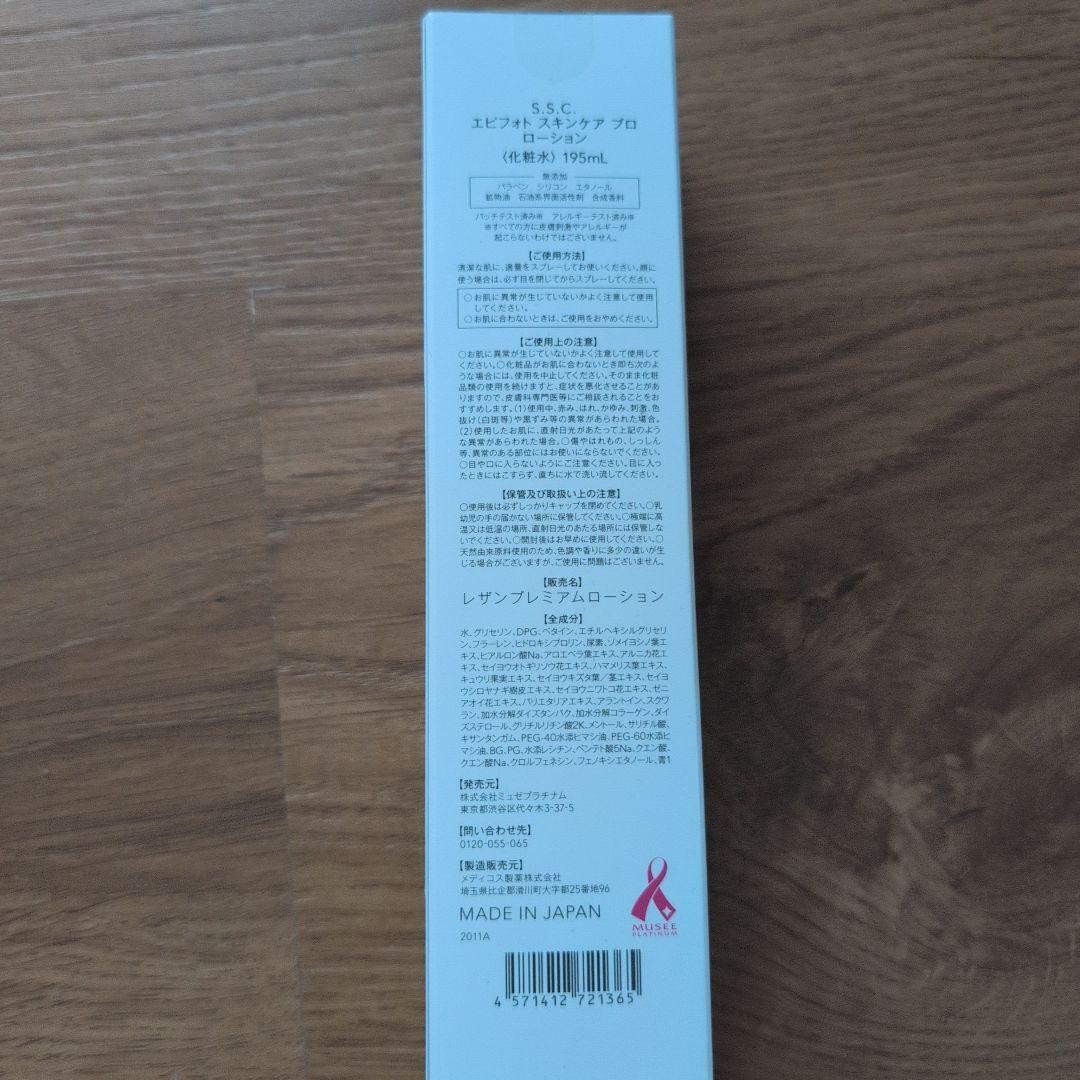 S.S.C.
エピフォト スキンケア プロ
ローション
〈化粧水〉 195mL
無添加
パラベン シリコン エタノール
鉱物油 石油系界面活性剤 合成香料
パッチテスト済み※ アレルギーテスト済み※
※すべての方に皮膚刺激やアレルギーが
起こらないわけではございません。
【ご使用方法】
清潔な肌に、適量をスプレーしてお使いください。顔に
使う場合は、必ず目を閉じてからスプレーしてください。
○お肌に異常が生じていないかよく注意して使用
してください。
○お肌に合わないときは、ご使用をおやめください。
【ご使用上の注意】
○お肌に異常が生じていないかよく注意して使用して
ください。○化粧品がお肌に合わないとき即ち次のよ
うな場合には、使用を中止してください。そのまま化粧
品類の使用を続けますと、症状を悪化させることがあ
りますので、皮膚科専門医等にご相談されることをお
すすめします。(1)使用中、赤み、はれ、かゆみ、刺激、色
抜け(白斑等)や黒ずみ等の異常があらわれた場合。
(2)使用したお肌に、直射日光があたって上記のよう
な異常があらわれた場合。○傷やはれもの、しっしん
等、異常のある部位にはお使いにならないでください。
○目や口に入らないようにご注意ください。目に入っ
たときにはこすらず、直ちに水で洗い流してください。
【保管及び取扱い上の注意】
○使用後は必ずしっかりキャップを閉めてください。○乳
幼児の手の届かない場所に保管してください。○極端に高
温又は低温の場所、直射日光のあたる場所には保管しな
いでください。○開封後はお早めに使用してください。○
天然由来原料使用のため、色調や香りに多少の違いが生
じる場合がございますが、ご使用に問題はございません。
【販売名】
レザンプレミアムローション
【全成分】
水、グリセリン、DPG、ベタイン、エチルヘキシルグリセリ
ン、フラーレン、ヒドロキシプロリン、尿素、ソメイヨシノ葉エ
キス、ヒアルロン酸Na、アロエベラ葉エキス、アルニカ花エ
キス、セイヨウオトギリソウ花エキス、ハマメリス葉エキス、
キュウリ果実エキス、セイヨウキズタ葉/茎エキス、セイヨ
ウシロヤナギ樹皮エキス、セイヨウニワトコ花エキス、ゼニ
アオイ花エキス、パリエタリアエキス、アラントイン、スクワ
ラン、加水分解ダイズタンパク、加水分解コラーゲン、ダイ
ズステロール、グリチルリチン酸2K、メントール、サリチル酸、
キサンタンガム、PEG-40水添ヒマシ油、PEG-60水添ヒ
マシ油、BG、PG、水添レシチン、ペンテト酸5Na、クエン酸、
クエン酸Na、クロルフェネシン、フェノキシエタノール、青1
【発売元】
株式会社ミュゼプラチナム
東京都渋谷区代々木3-37-5
【問い合わせ先】
0120-055-065
【製造販売元】
メディコス製薬株式会社
埼玉県比企郡滑川町大字都25番地96
MADE IN JAPAN
2011A
MUSEE
PLATINUM
4 571412 721365